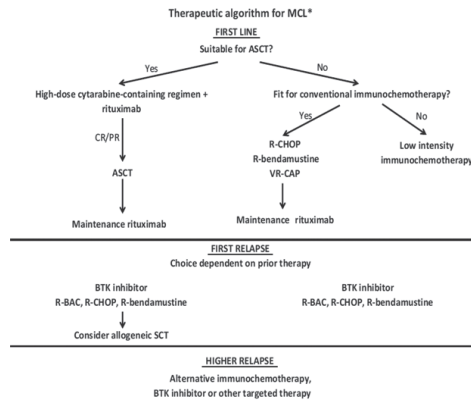 Therapeutic algorithm for MCL*
FIRST LINE
Suitable for ASCT?
Yes
No
High-dose cytarabine-containing regimen +
rituximab
Fit for conventional immunochemotherapy?
CR/PR
Yes
No
R-CHOP
R-bendamustine
VR-CAP
Low intensity
immunochemotherapy
ASCT
Maintenance rituximab
Maintenance rituximab
FIRST RELAPSE
Choice dependent on prior therapy
BTK inhibitor
R-BAC, R-CHOP, R-bendamustine
BTK inhibitor
R-BAC, R-CHOP, R-bendamustine
Consider allogeneic SCT
HIGHER RELAPSE
Alternative immunochemotherapy,
BTK inhibitor or other targeted therapy